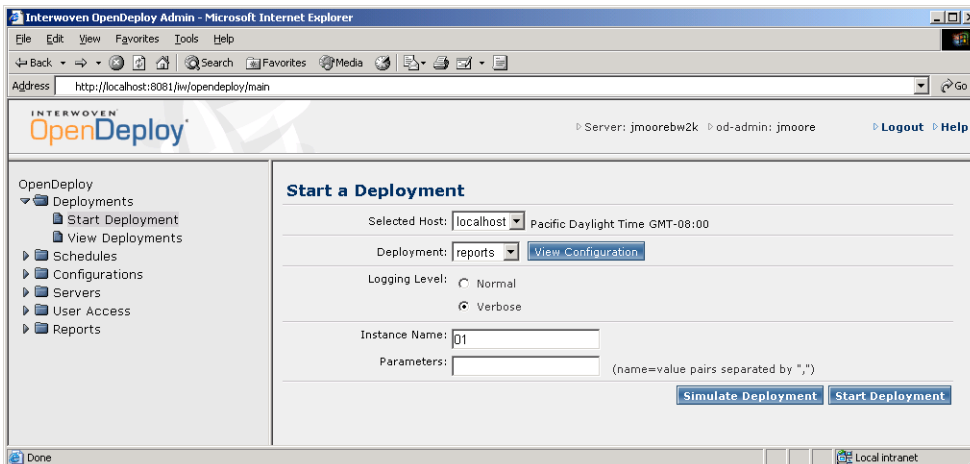 Interwoven OpenDeploy Admin - Microsoft Internet Explorer
File Edit View Favorites Tools Help
Back Search Favorites Media
Address http://localhost:8081/iw/opendeploy/main Go
INTERWOVEN
OpenDeploy
Server: jmoorebw2k od-admin: jmoore Logout Help
OpenDeploy
Deployments
Start Deployment
View Deployments
Schedules
Configurations
Servers
User Access
Reports
Start a Deployment
Selected Host: localhost Pacific Daylight Time GMT-08:00
Deployment: reports View Configuration
Logging Level: Normal
Verbose
Instance Name: 01
Parameters: (name=value pairs separated by ",")
Simulate Deployment Start Deployment
Done Local intranet